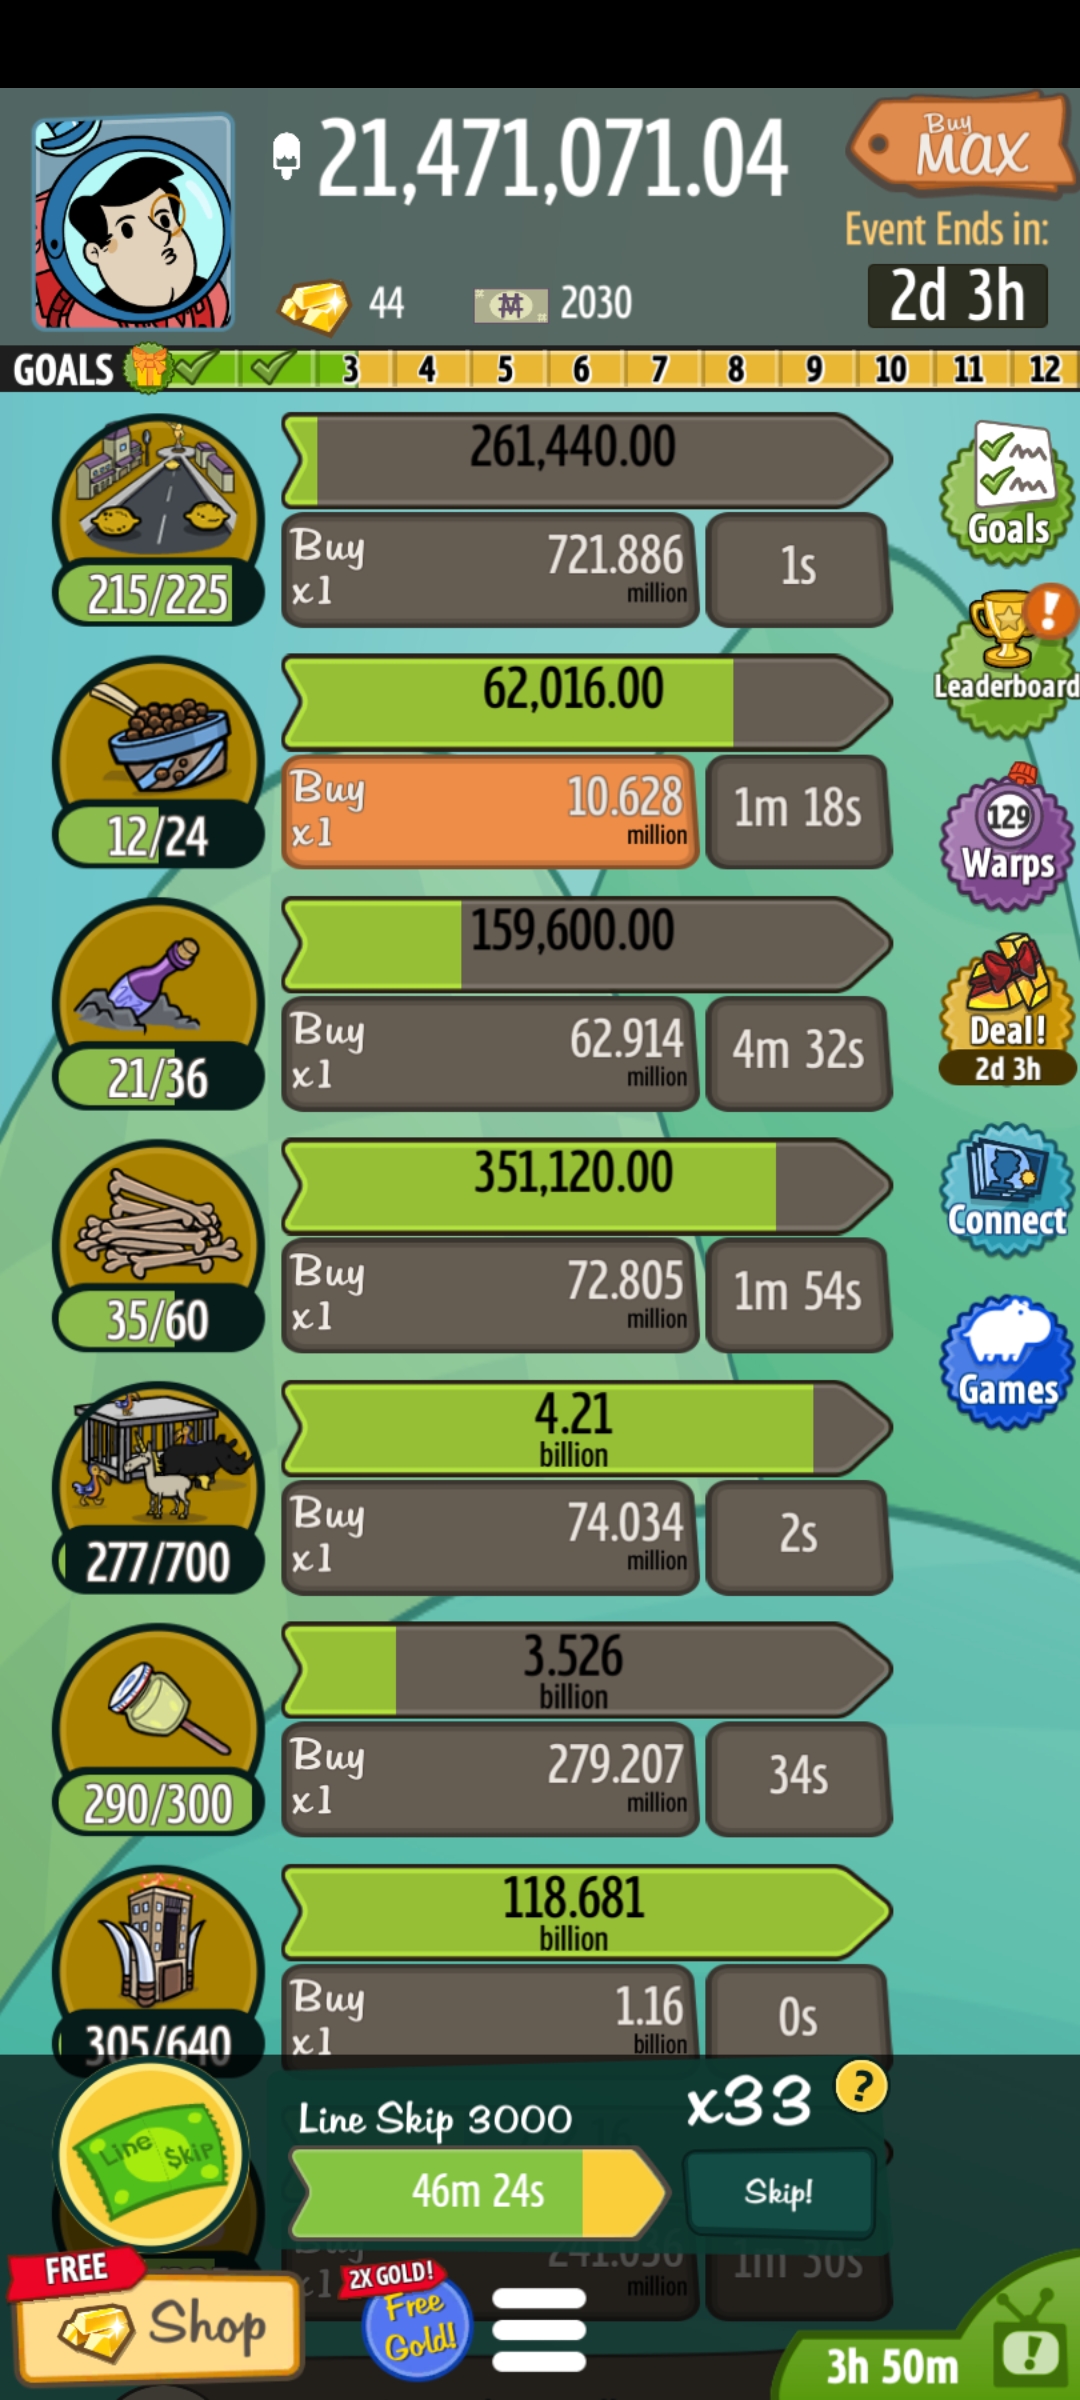 21,471,071.04
Buy
MAX
Event Ends in:
2d 3h
44
2030
GOALS
3 4 5 6 7 8 9 10 11 12
261,440.00
Buy
x1
721.886
million
1s
215/225
Goals
62,016.00
Buy
x1
10.628
million
1m 18s
12/24
!
Leaderboard
129
Warps
159,600.00
Buy
x1
62.914
million
4m 32s
21/36
Deal!
2d 3h
351,120.00
Buy
x1
72.805
million
1m 54s
35/60
Connect
4.21
billion
Buy
x1
74.034
million
2s
277/700
Games
3.526
billion
Buy
x1
279.207
million
34s
290/300
118.681
billion
Buy
x1
1.16
billion
0s
305/640
Line Skip
Line Skip 3000
x33
?
46m 24s
Skip!
Buy
x1
241.036
million
1m 30s
FREE
Shop
2X GOLD!
Free
Gold!
3h 50m
!